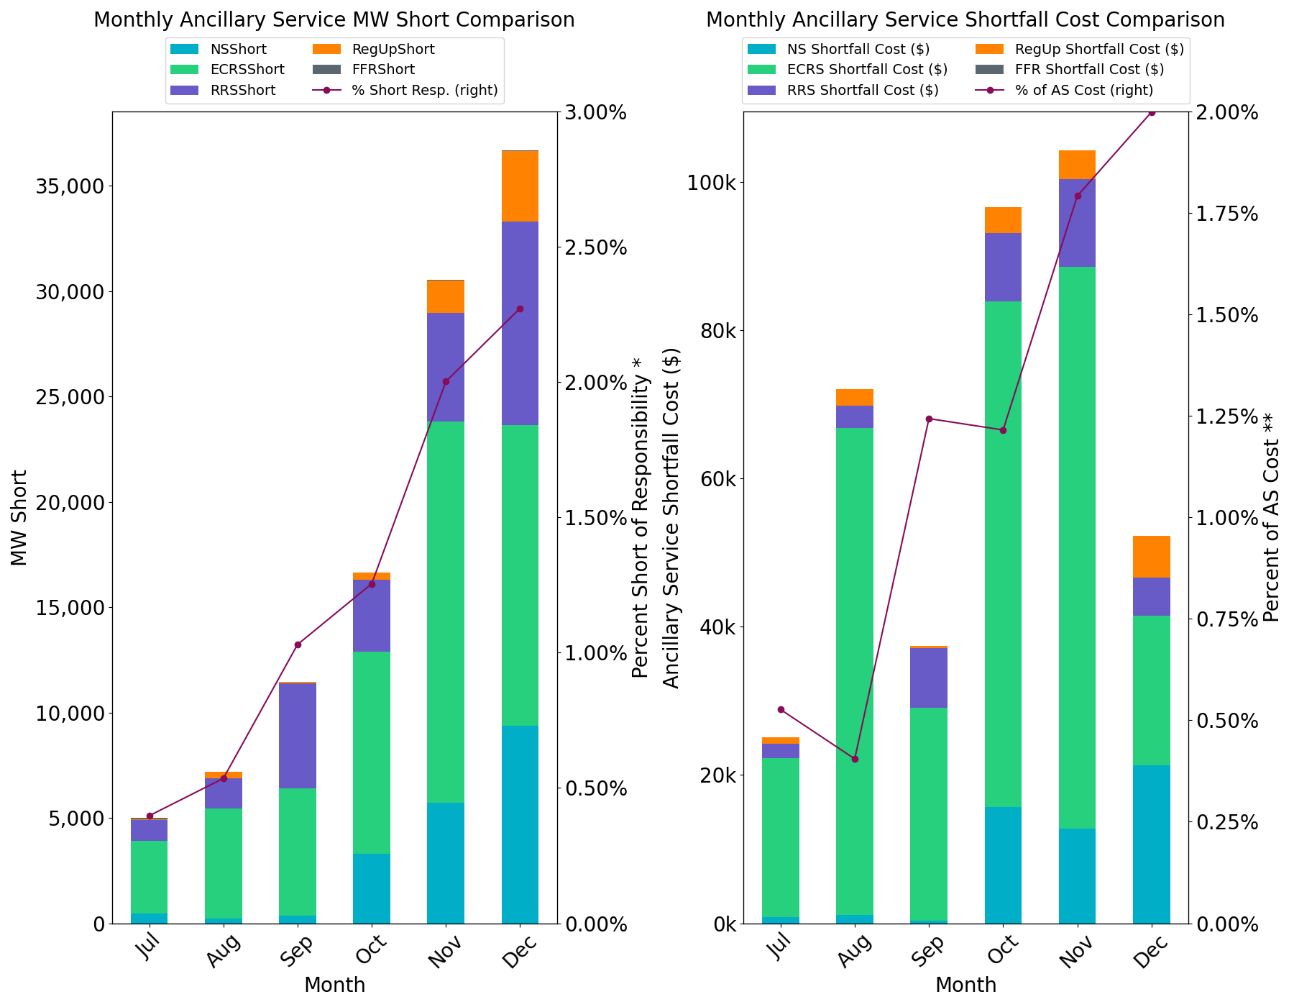 Monthly Ancillary Service MW Short Comparison
NSShort
ECRSShort
RRSShort
RegUpShort
FFRShort
% Short Resp. (right)
MW Short
35,000
30,000
25,000
20,000
15,000
10,000
5,000
0
3.00%
2.50%
2.00%
1.50%
1.00%
0.50%
0.00%
Percent Short of Responsibility *
Jul
Aug
Sep
Oct
Nov
Dec
Month
Monthly Ancillary Service Shortfall Cost Comparison
NS Shortfall Cost ($)
ECRS Shortfall Cost ($)
RRS Shortfall Cost ($)
RegUp Shortfall Cost ($)
FFR Shortfall Cost ($)
% of AS Cost (right)
Ancillary Service Shortfall Cost ($)
100k
80k
60k
40k
20k
0k
2.00%
1.75%
1.50%
1.25%
1.00%
0.75%
0.50%
0.25%
0.00%
Percent of AS Cost **
Jul
Aug
Sep
Oct
Nov
Dec
Month